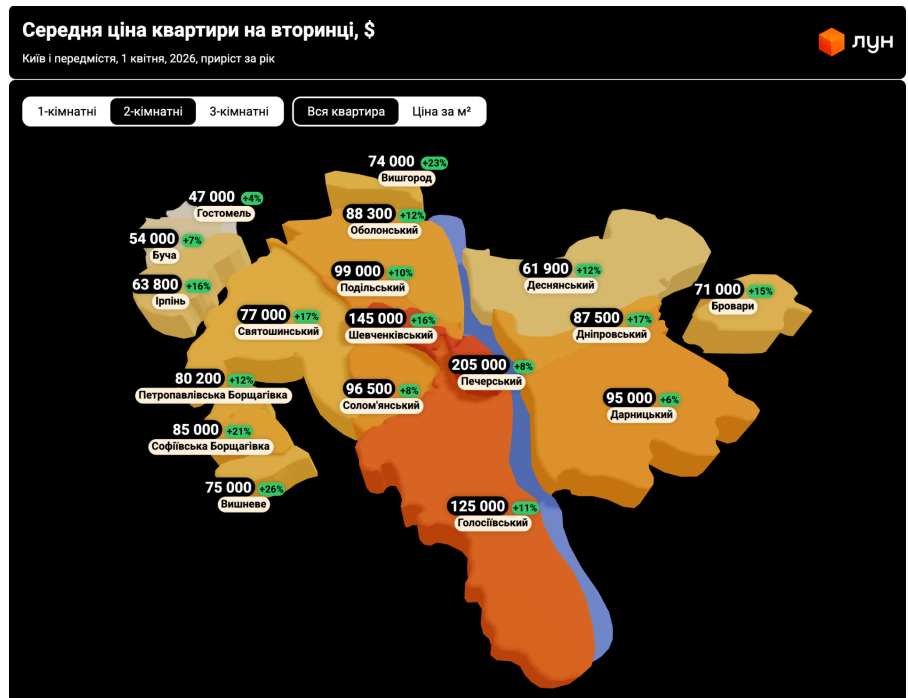 Середня ціна квартири на вторинці, $
Київ і передмістя, 1 квітня, 2026, приріст за рік
лун
1-кімнатні 2-кімнатні 3-кімнатні Вся квартира Ціна за м²
74 000 +23%
Вишгород
47 000 +4%
Гостомель
88 300 +12%
Оболонський
54 000 +7%
Буча
99 000 +10%
Подільський
61 900 +12%
Деснянський
63 800 +16%
Ірпінь
71 000 +15%
Бровари
77 000 +17%
Святошинський
145 000 +16%
Шевченківський
87 500 +17%
Дніпровський
205 000 +8%
Печерський
80 200 +12%
Петропавлівська Борщагівка
96 500 +8%
Солом'янський
95 000 +6%
Дарницький
85 000 +21%
Софіївська Борщагівка
75 000 +26%
Вишневе
125 000 +11%
Голосіївський